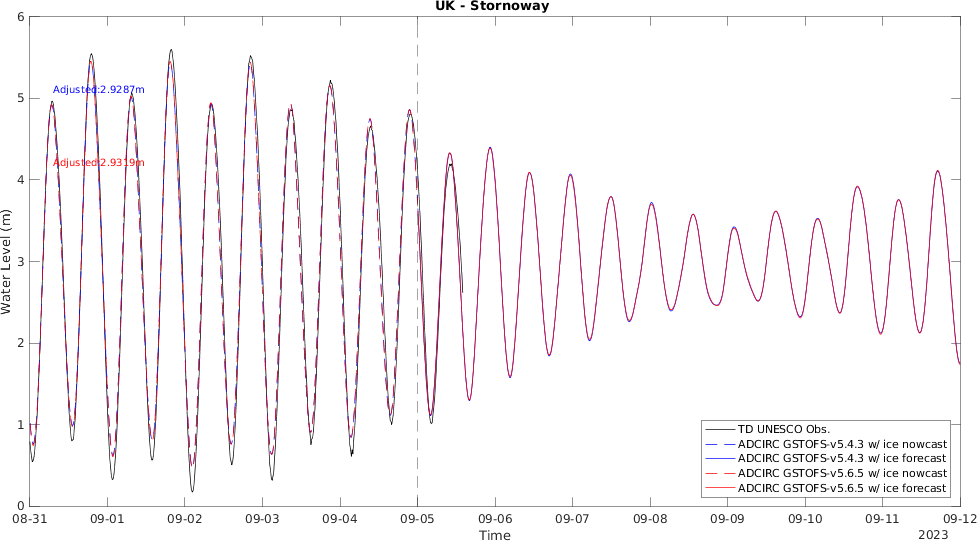 UK - Stornoway
6
5
4
3
2
1
0
Water Level (m)
Adjusted:2.9287m
Adjusted:2.9319m
TD UNESCO Obs.
ADCIRC GSTOFS-v5.4.3 w/ ice nowcast
ADCIRC GSTOFS-v5.4.3 w/ ice forecast
ADCIRC GSTOFS-v5.6.5 w/ ice nowcast
ADCIRC GSTOFS-v5.6.5 w/ ice forecast
08-31 09-01 09-02 09-03 09-04 09-05 09-06 09-07 09-08 09-09 09-10 09-11 09-12
Time
2023